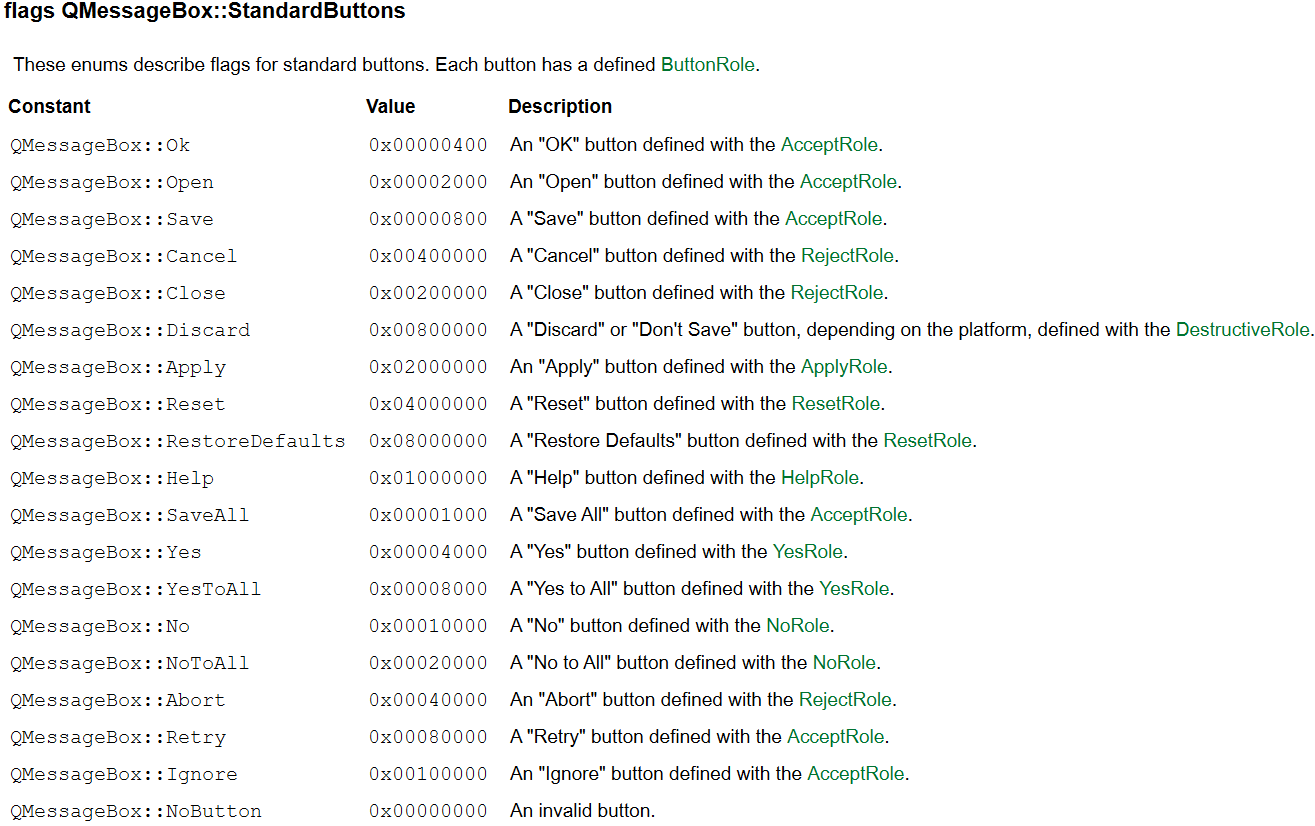 flags QMessageBox::StandardButtons
These enums describe flags for standard buttons. Each button has a defined ButtonRole.
Constant Value Description
QMessageBox::Ok 0x00000400 An "OK" button defined with the AcceptRole.
QMessageBox::Open 0x00002000 An "Open" button defined with the AcceptRole.
QMessageBox::Save 0x00000800 A "Save" button defined with the AcceptRole.
QMessageBox::Cancel 0x00400000 A "Cancel" button defined with the RejectRole.
QMessageBox::Close 0x00200000 A "Close" button defined with the RejectRole.
QMessageBox::Discard 0x00800000 A "Discard" or "Don't Save" button, depending on the platform, defined with the DestructiveRole.
QMessageBox::Apply 0x02000000 An "Apply" button defined with the ApplyRole.
QMessageBox::Reset 0x04000000 A "Reset" button defined with the ResetRole.
QMessageBox::RestoreDefaults 0x08000000 A "Restore Defaults" button defined with the ResetRole.
QMessageBox::Help 0x01000000 A "Help" button defined with the HelpRole.
QMessageBox::SaveAll 0x00001000 A "Save All" button defined with the AcceptRole.
QMessageBox::Yes 0x00004000 A "Yes" button defined with the YesRole.
QMessageBox::YesToAll 0x00008000 A "Yes to All" button defined with the YesRole.
QMessageBox::No 0x00010000 A "No" button defined with the NoRole.
QMessageBox::NoToAll 0x00020000 A "No to All" button defined with the NoRole.
QMessageBox::Abort 0x00040000 An "Abort" button defined with the RejectRole.
QMessageBox::Retry 0x00080000 A "Retry" button defined with the AcceptRole.
QMessageBox::Ignore 0x00100000 An "Ignore" button defined with the AcceptRole.
QMessageBox::NoButton 0x00000000 An invalid button.